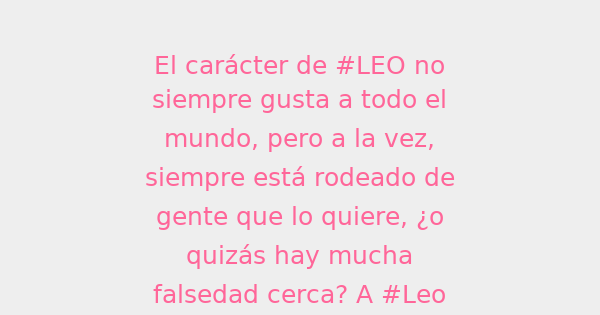 El carácter de #LEO no
siempre gusta a todo el
mundo, pero a la vez,
siempre está rodeado de
gente que lo quiere, ¿o
quizás hay mucha
falsedad cerca? A #Leo